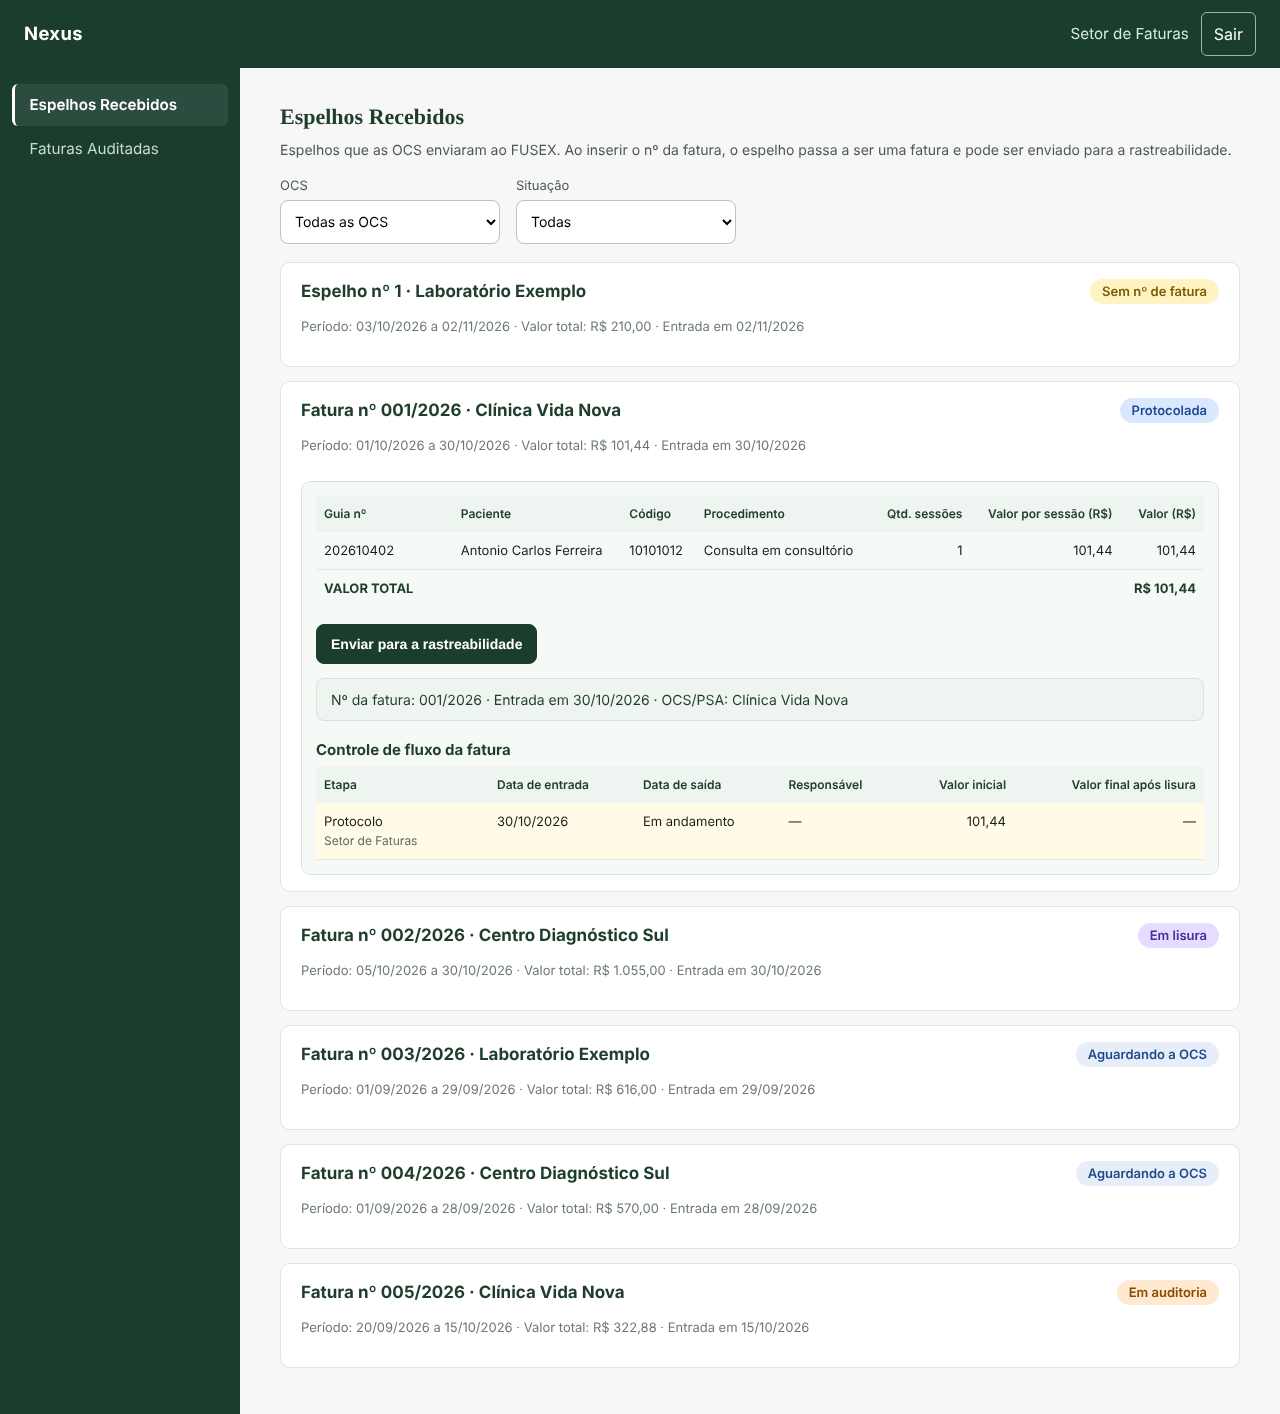 Nexus
Setor de Faturas
Sair
Espelhos Recebidos
Faturas Auditadas
Espelhos Recebidos
Espelhos que as OCS enviaram ao FUSEX. Ao inserir o nº da fatura, o espelho passa a ser uma fatura e pode ser enviado para a rastreabilidade.
OCS
Situação
Todas as OCS
Todas
Espelho nº 1 · Laboratório Exemplo
Sem nº de fatura
Período: 03/10/2026 a 02/11/2026 · Valor total: R$ 210,00 · Entrada em 02/11/2026
Fatura nº 001/2026 · Clínica Vida Nova
Protocolada
Período: 01/10/2026 a 30/10/2026 · Valor total: R$ 101,44 · Entrada em 30/10/2026
Guia nº Paciente Código Procedimento Qtd. sessões Valor por sessão (R$) Valor (R$)
202610402 Antonio Carlos Ferreira 10101012 Consulta em consultório 1 101,44 101,44
VALOR TOTAL R$ 101,44
Enviar para a rastreabilidade
Nº da fatura: 001/2026 · Entrada em 30/10/2026 · OCS/PSA: Clínica Vida Nova
Controle de fluxo da fatura
Etapa Data de entrada Data de saída Responsável Valor inicial Valor final após lisura
Protocolo 30/10/2026 Em andamento — 101,44 —
Setor de Faturas
Fatura nº 002/2026 · Centro Diagnóstico Sul
Em lisura
Período: 05/10/2026 a 30/10/2026 · Valor total: R$ 1.055,00 · Entrada em 30/10/2026
Fatura nº 003/2026 · Laboratório Exemplo
Aguardando a OCS
Período: 01/09/2026 a 29/09/2026 · Valor total: R$ 616,00 · Entrada em 29/09/2026
Fatura nº 004/2026 · Centro Diagnóstico Sul
Aguardando a OCS
Período: 01/09/2026 a 28/09/2026 · Valor total: R$ 570,00 · Entrada em 28/09/2026
Fatura nº 005/2026 · Clínica Vida Nova
Em auditoria
Período: 20/09/2026 a 15/10/2026 · Valor total: R$ 322,88 · Entrada em 15/10/2026